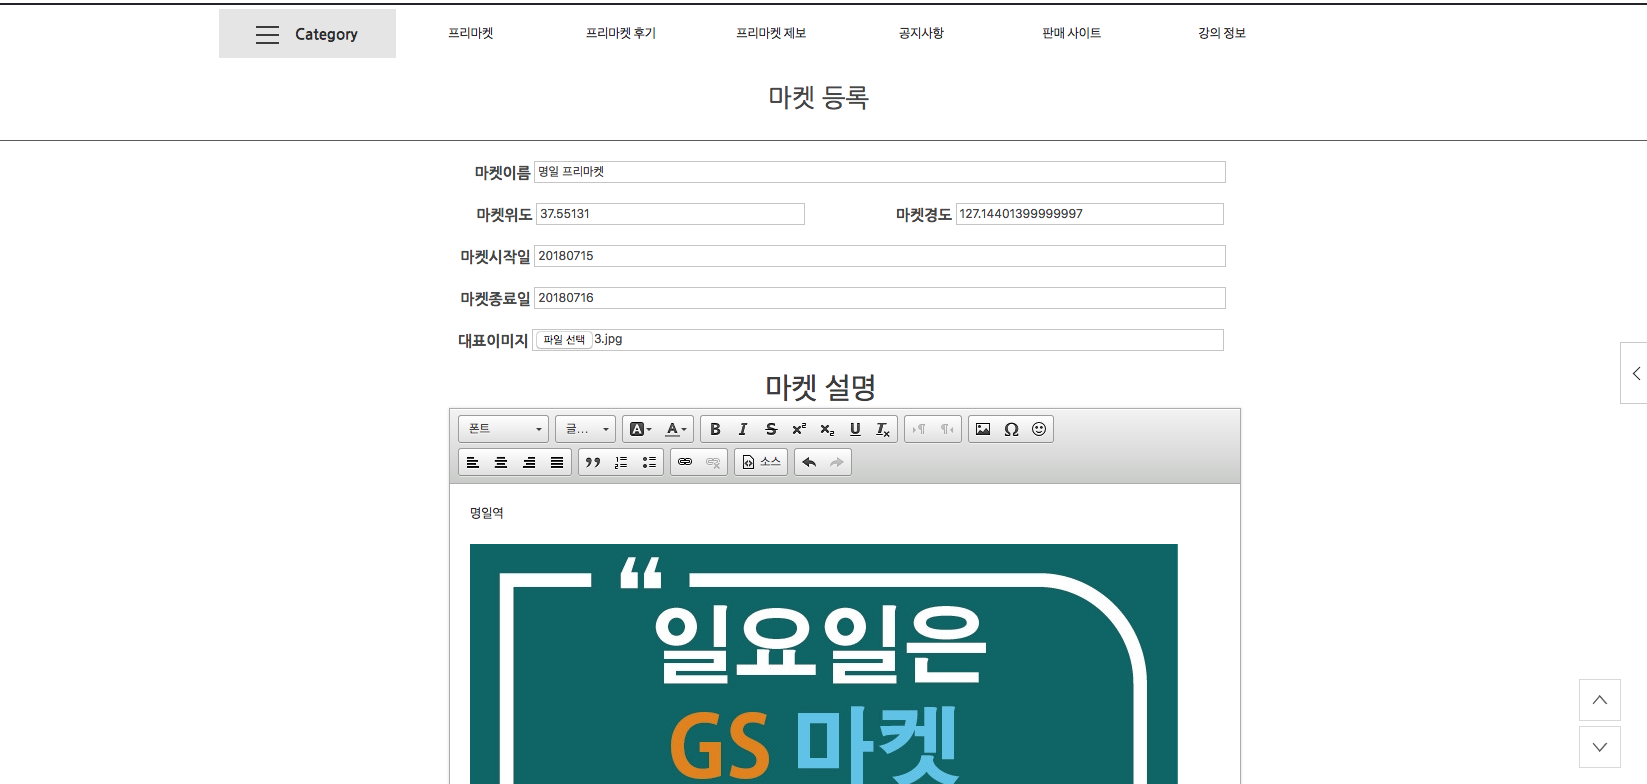 Category 프리마켓 프리마켓 후기 프리마켓 제보 공지사항 판매 사이트 강의 정보
마켓 등록
마켓이름 명일 프리마켓
마켓위도 37.55131 마켓경도 127.14401399999997
마켓시작일 20180715
마켓종료일 20180716
대표이미지 파일 선택 3.jpg
마켓 설명
폰트 글...
소스
명일역
❝
일요일은
GS 마켓